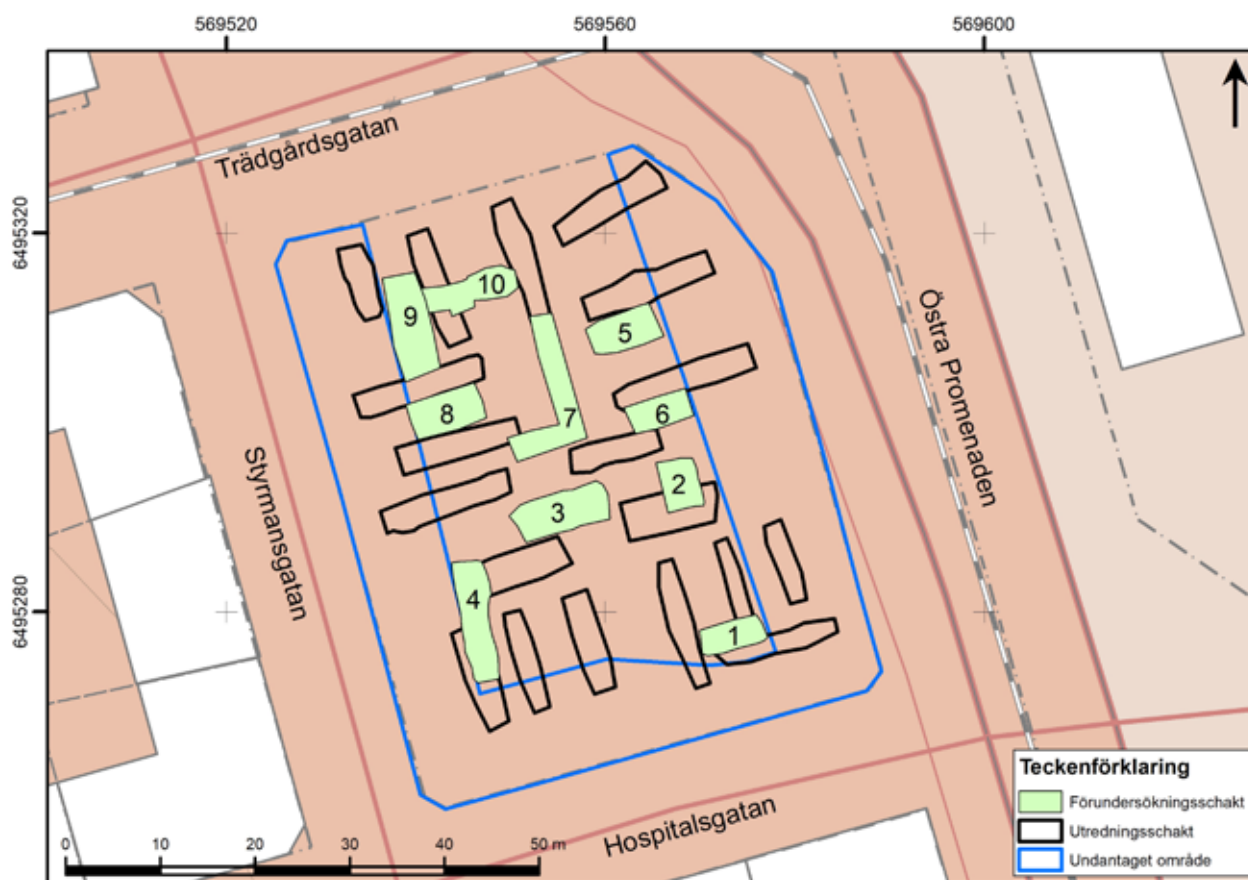 569520 569560 569600
Trädgårdsgatan
6495320
10
9
5
Östra Promenaden
8
7
6
Styrmansgatan
2
3
6495280
4
1
Teckenförklaring
Förundersökningsschakt
Utredningsschakt
Undantaget område
Hospitalsgatan
0 10 20 30 40 50 m